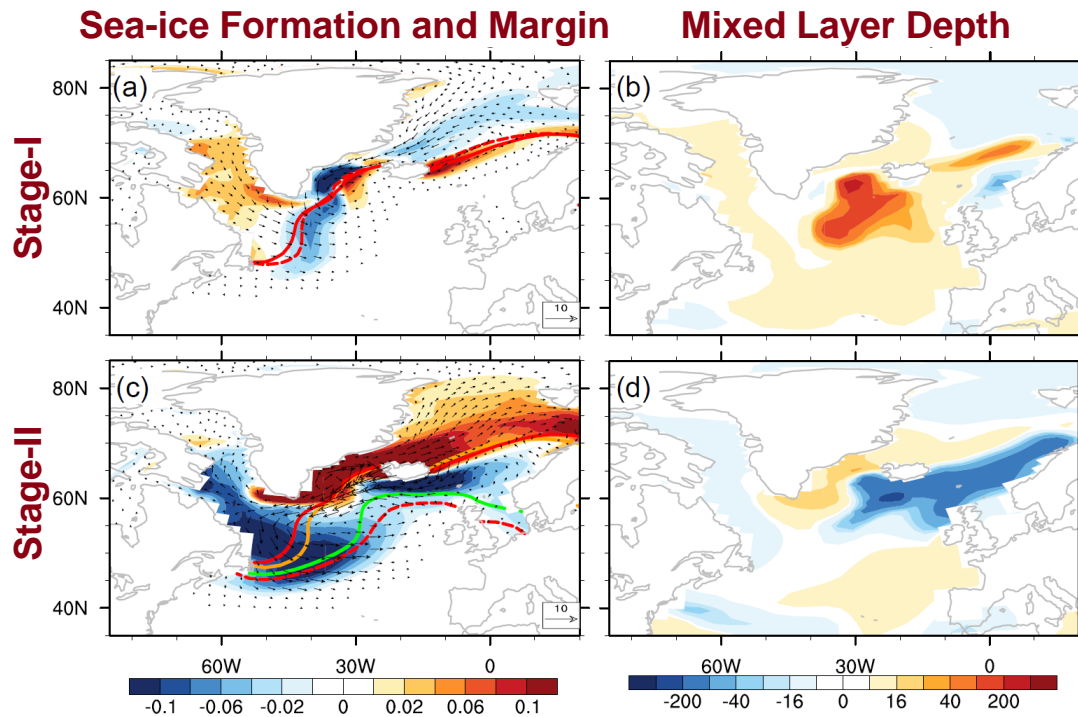 Sea-ice Formation and Margin
Mixed Layer Depth
Stage-I
(a)
(b)
80N
60N
40N
10
Stage-II
(c)
(d)
80N
60N
40N
10
60W 30W 0
60W 30W 0
-0.1 -0.06 -0.02 0 0.02 0.06 0.1
-200 -40 -16 0 16 40 200